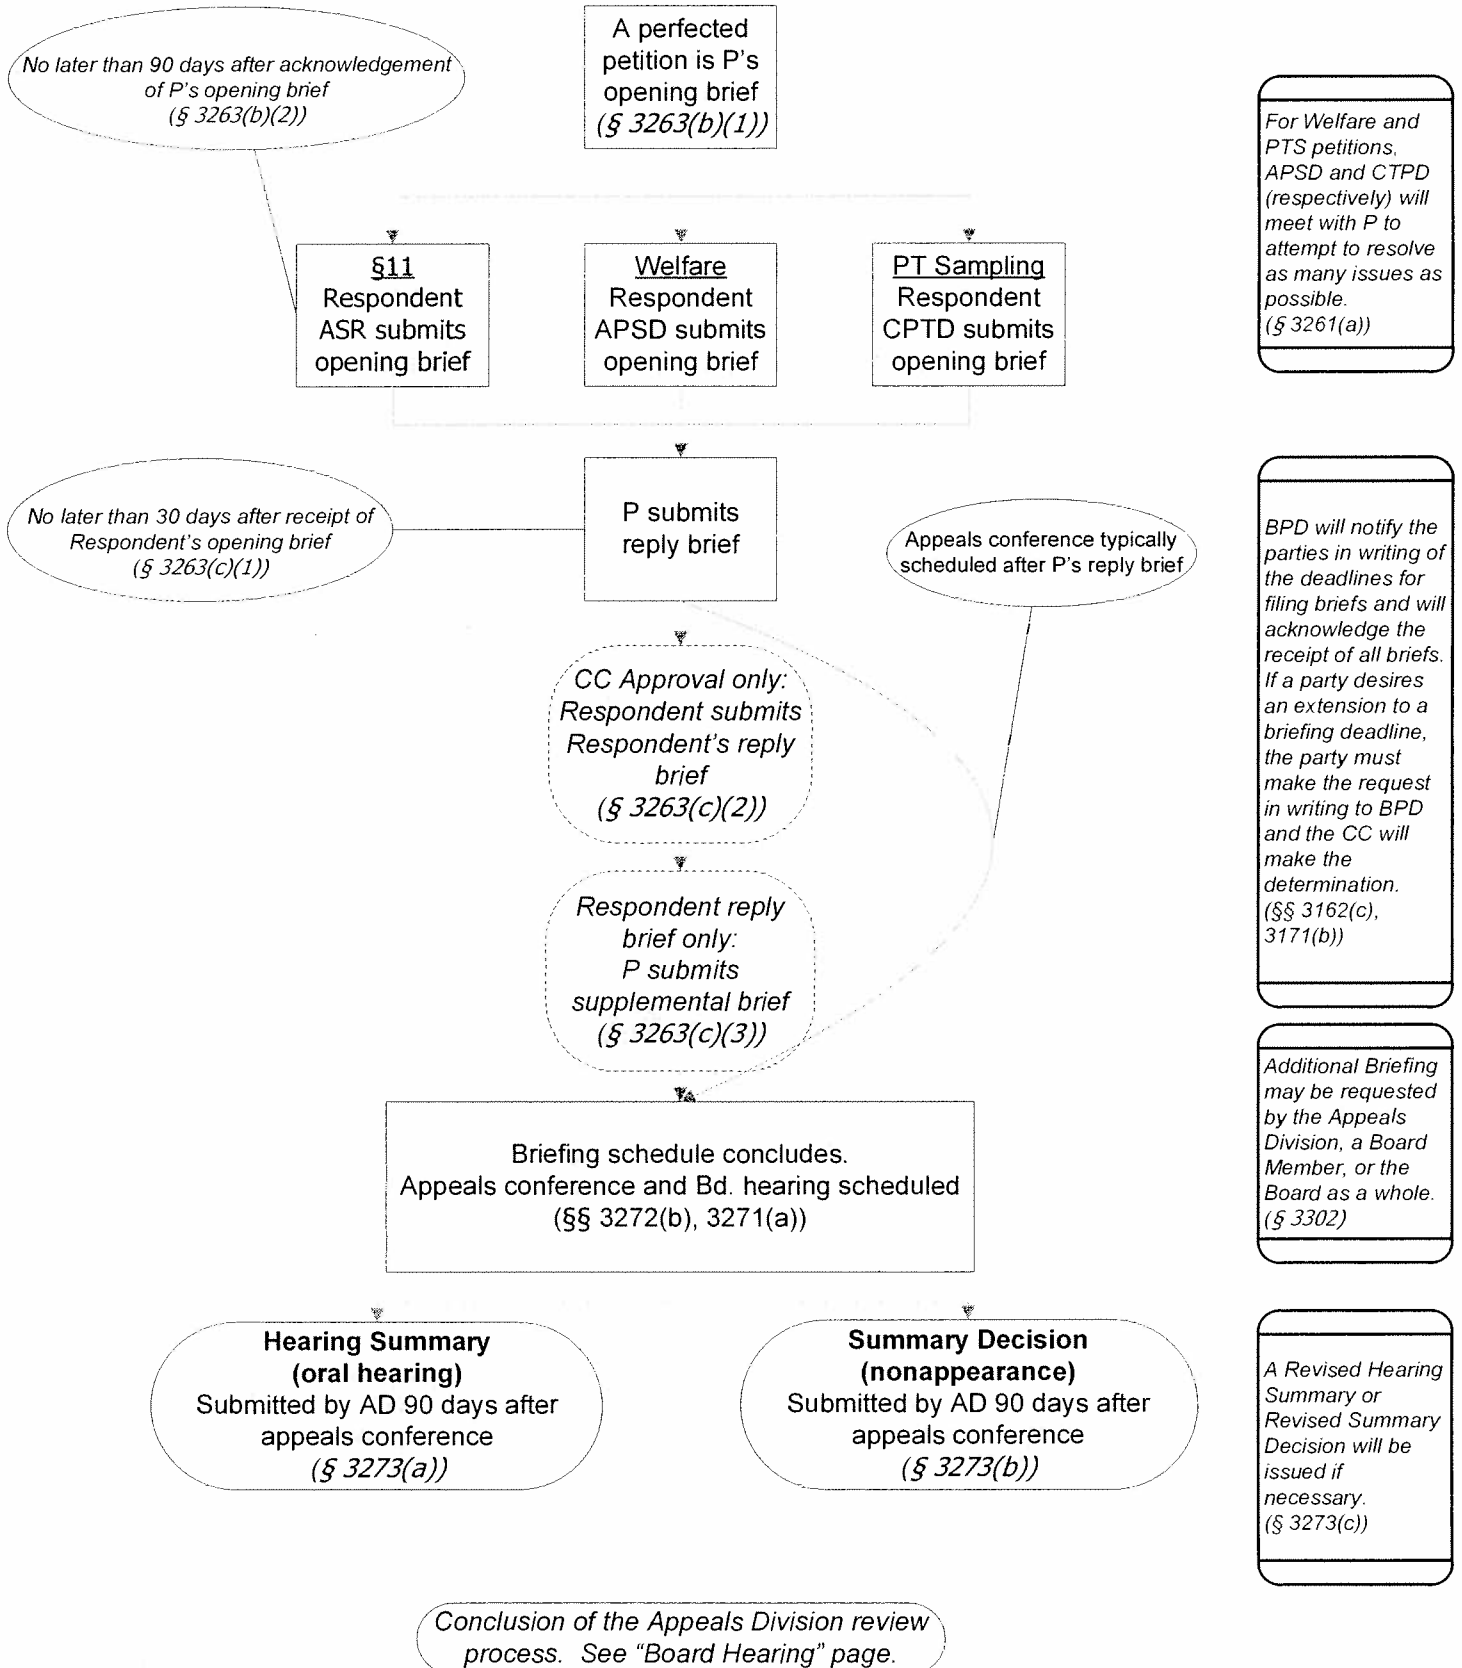 A perfected
petition is P's
opening brief
(§ 3263(b)(1))
No later than 90 days after acknowledgement
of P's opening brief
(§ 3263(b)(2))
§11
Respondent
ASR submits
opening brief
Welfare
Respondent
APSD submits
opening brief
PT Sampling
Respondent
CPTD submits
opening brief
For Welfare and
PTS petitions,
APSD and CTPD
(respectively) will
meet with P to
attempt to resolve
as many issues as
possible.
(§ 3261(a))
No later than 30 days after receipt of
Respondent's opening brief
(§ 3263(c)(1))
P submits
reply brief
Appeals conference typically
scheduled after P's reply brief
BPD will notify the
parties in writing of
the deadlines for
filing briefs and will
acknowledge the
receipt of all briefs.
If a party desires
an extension to a
briefing deadline,
the party must
make the request
in writing to BPD
and the CC will
make the
determination.
(§§ 3162(c),
3171(b))
CC Approval only:
Respondent submits
Respondent's reply
brief
(§ 3263(c)(2))
Respondent reply
brief only:
P submits
supplemental brief
(§ 3263(c)(3))
Additional Briefing
may be requested
by the Appeals
Division, a Board
Member, or the
Board as a whole.
(§ 3302)
Briefing schedule concludes.
Appeals conference and Bd. hearing scheduled
(§§ 3272(b), 3271(a))
Hearing Summary
(oral hearing)
Submitted by AD 90 days after
appeals conference
(§ 3273(a))
Summary Decision
(nonappearance)
Submitted by AD 90 days after
appeals conference
(§ 3273(b))
A Revised Hearing
Summary or
Revised Summary
Decision will be
issued if
necessary.
(§ 3273(c))
Conclusion of the Appeals Division review
process. See "Board Hearing" page.